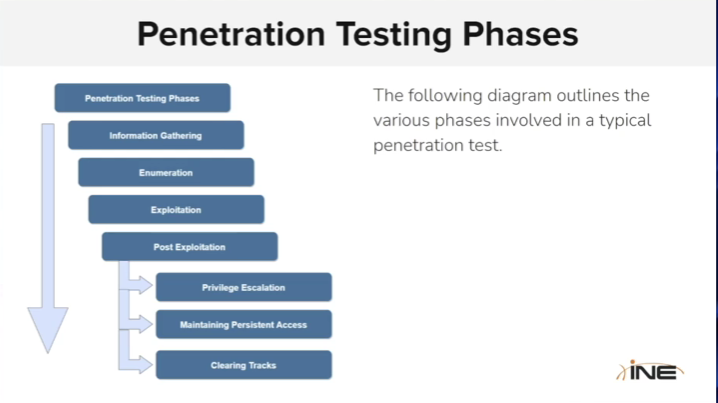 Penetration Testing Phases
Penetration Testing Phases
Information Gathering
Enumeration
Exploitation
Post Exploitation
Privilege Escalation
Maintaining Persistent Access
Clearing Tracks
The following diagram outlines the
various phases involved in a typical
penetration test.
INE